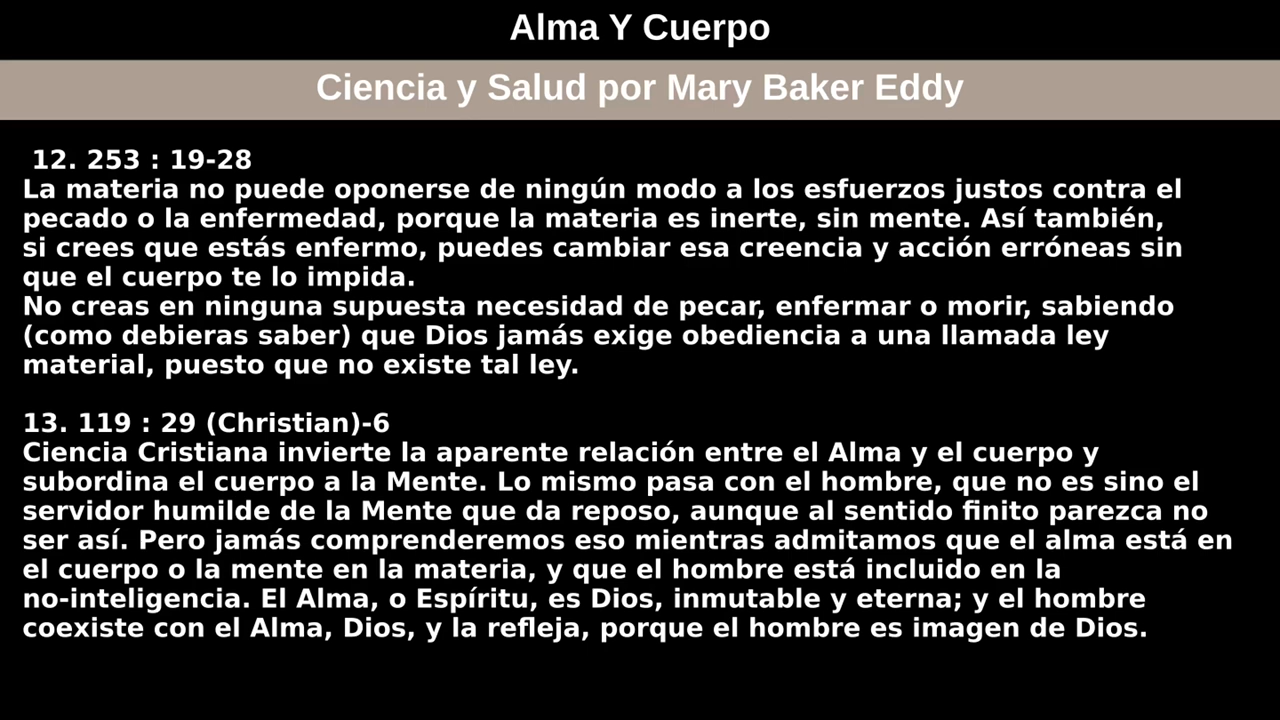 Alma Y Cuerpo
Ciencia y Salud por Mary Baker Eddy
12. 253 : 19-28
La materia no puede oponerse de ningún modo a los esfuerzos justos contra el
pecado o la enfermedad, porque la materia es inerte, sin mente. Así también,
si crees que estás enfermo, puedes cambiar esa creencia y acción erróneas sin
que el cuerpo te lo impida.
No creas en ninguna supuesta necesidad de pecar, enfermar o morir, sabiendo
(como debieras saber) que Dios jamás exige obediencia a una llamada ley
material, puesto que no existe tal ley.
13. 119 : 29 (Christian)-6
Ciencia Cristiana invierte la aparente relación entre el Alma y el cuerpo y
subordina el cuerpo a la Mente. Lo mismo pasa con el hombre, que no es sino el
servidor humilde de la Mente que da reposo, aunque al sentido finito parezca no
ser así. Pero jamás comprenderemos eso mientras admitamos que el alma está en
el cuerpo o la mente en la materia, y que el hombre está incluido en la
no-inteligencia. El Alma, o Espíritu, es Dios, inmutable y eterna; y el hombre
coexiste con el Alma, Dios, y la refleja, porque el hombre es imagen de Dios.